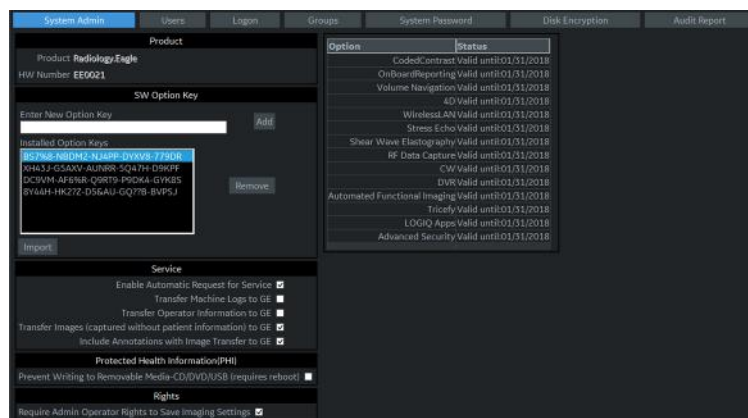 System Admin
Users
Logon
Groups
System Password
Disk Encryption
Audit Report
Product
Product Radiology.Eagle
HW Number EE0021
SW Option Key
Enter New Option Key
Add
Installed Option Keys
XH43J-G5AXV-AUNRR-5Q47H-D9KPF
DC9VM-AF6%R-Q9RT9-P9DK4-GYK8S
8Y44H-HK2?Z-D5&AU-GQ??B-BVPSJ
Remove
Import
Service
Enable Automatic Request for Service
Transfer Machine Logs to GE
Transfer Operator Information to GE
Transfer Images (captured without patient information) to GE
Include Annotations with Image Transfer to GE
Protected Health Information(PHI)
Prevent Writing to Removable Media-CD/DVD/USB (requires reboot)
Rights
Require Admin Operator Rights to Save Imaging Settings
Option Status
CodedContrast Valid until:01/31/2018
OnBoardReporting Valid until:01/31/2018
Volume Navigation Valid until:01/31/2018
4D Valid until:01/31/2018
WirelessLAN Valid until:01/31/2018
Stress Echo Valid until:01/31/2018
Shear Wave Elastography Valid until:01/31/2018
RF Data Capture Valid until:01/31/2018
CW Valid until:01/31/2018
DVR Valid until:01/31/2018
Automated Functional Imaging Valid until:01/31/2018
Tricefy Valid until:01/31/2018
LOGIQ Apps Valid until:01/31/2018
Advanced Security Valid until:01/31/2018